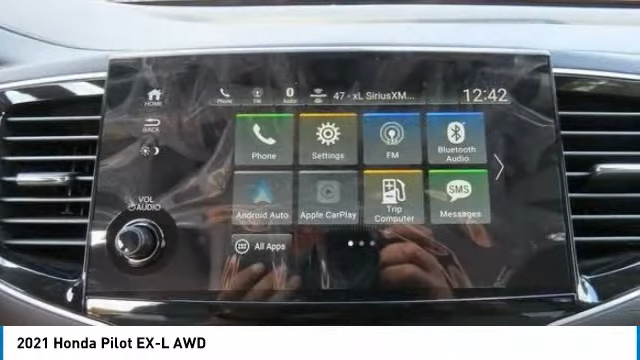 HOME
Phone FM Audio 47 - xL SiriusXM... 12:42
BACK
VOL
AUDIO
Phone Settings FM Bluetooth Audio
SMS
Android Auto Apple CarPlay Trip Computer Messages
All Apps
2021 Honda Pilot EX-L AWD